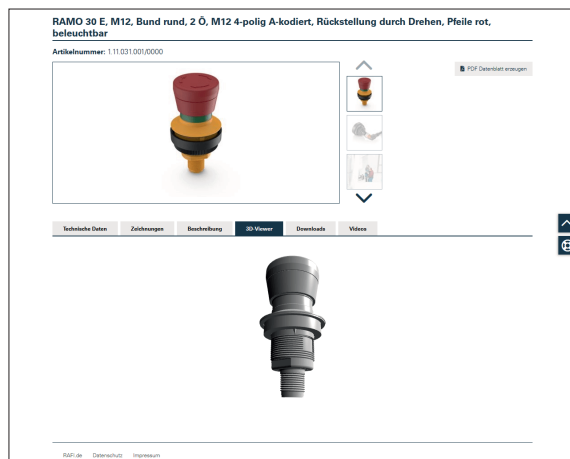 RAMO 30 E, M12, Bund rund, 2 Ö, M12 4-polig A-kodiert, Rückstellung durch Drehen, Pfeile rot,
beleuchtbar
Artikelnummer: 1.11.031.001/0000
PDF Datenblatt erzeugen
Technische Daten Zeichnungen Beschreibung 3D-Viewer Downloads Videos
RAFI.de Datenschutz Impressum